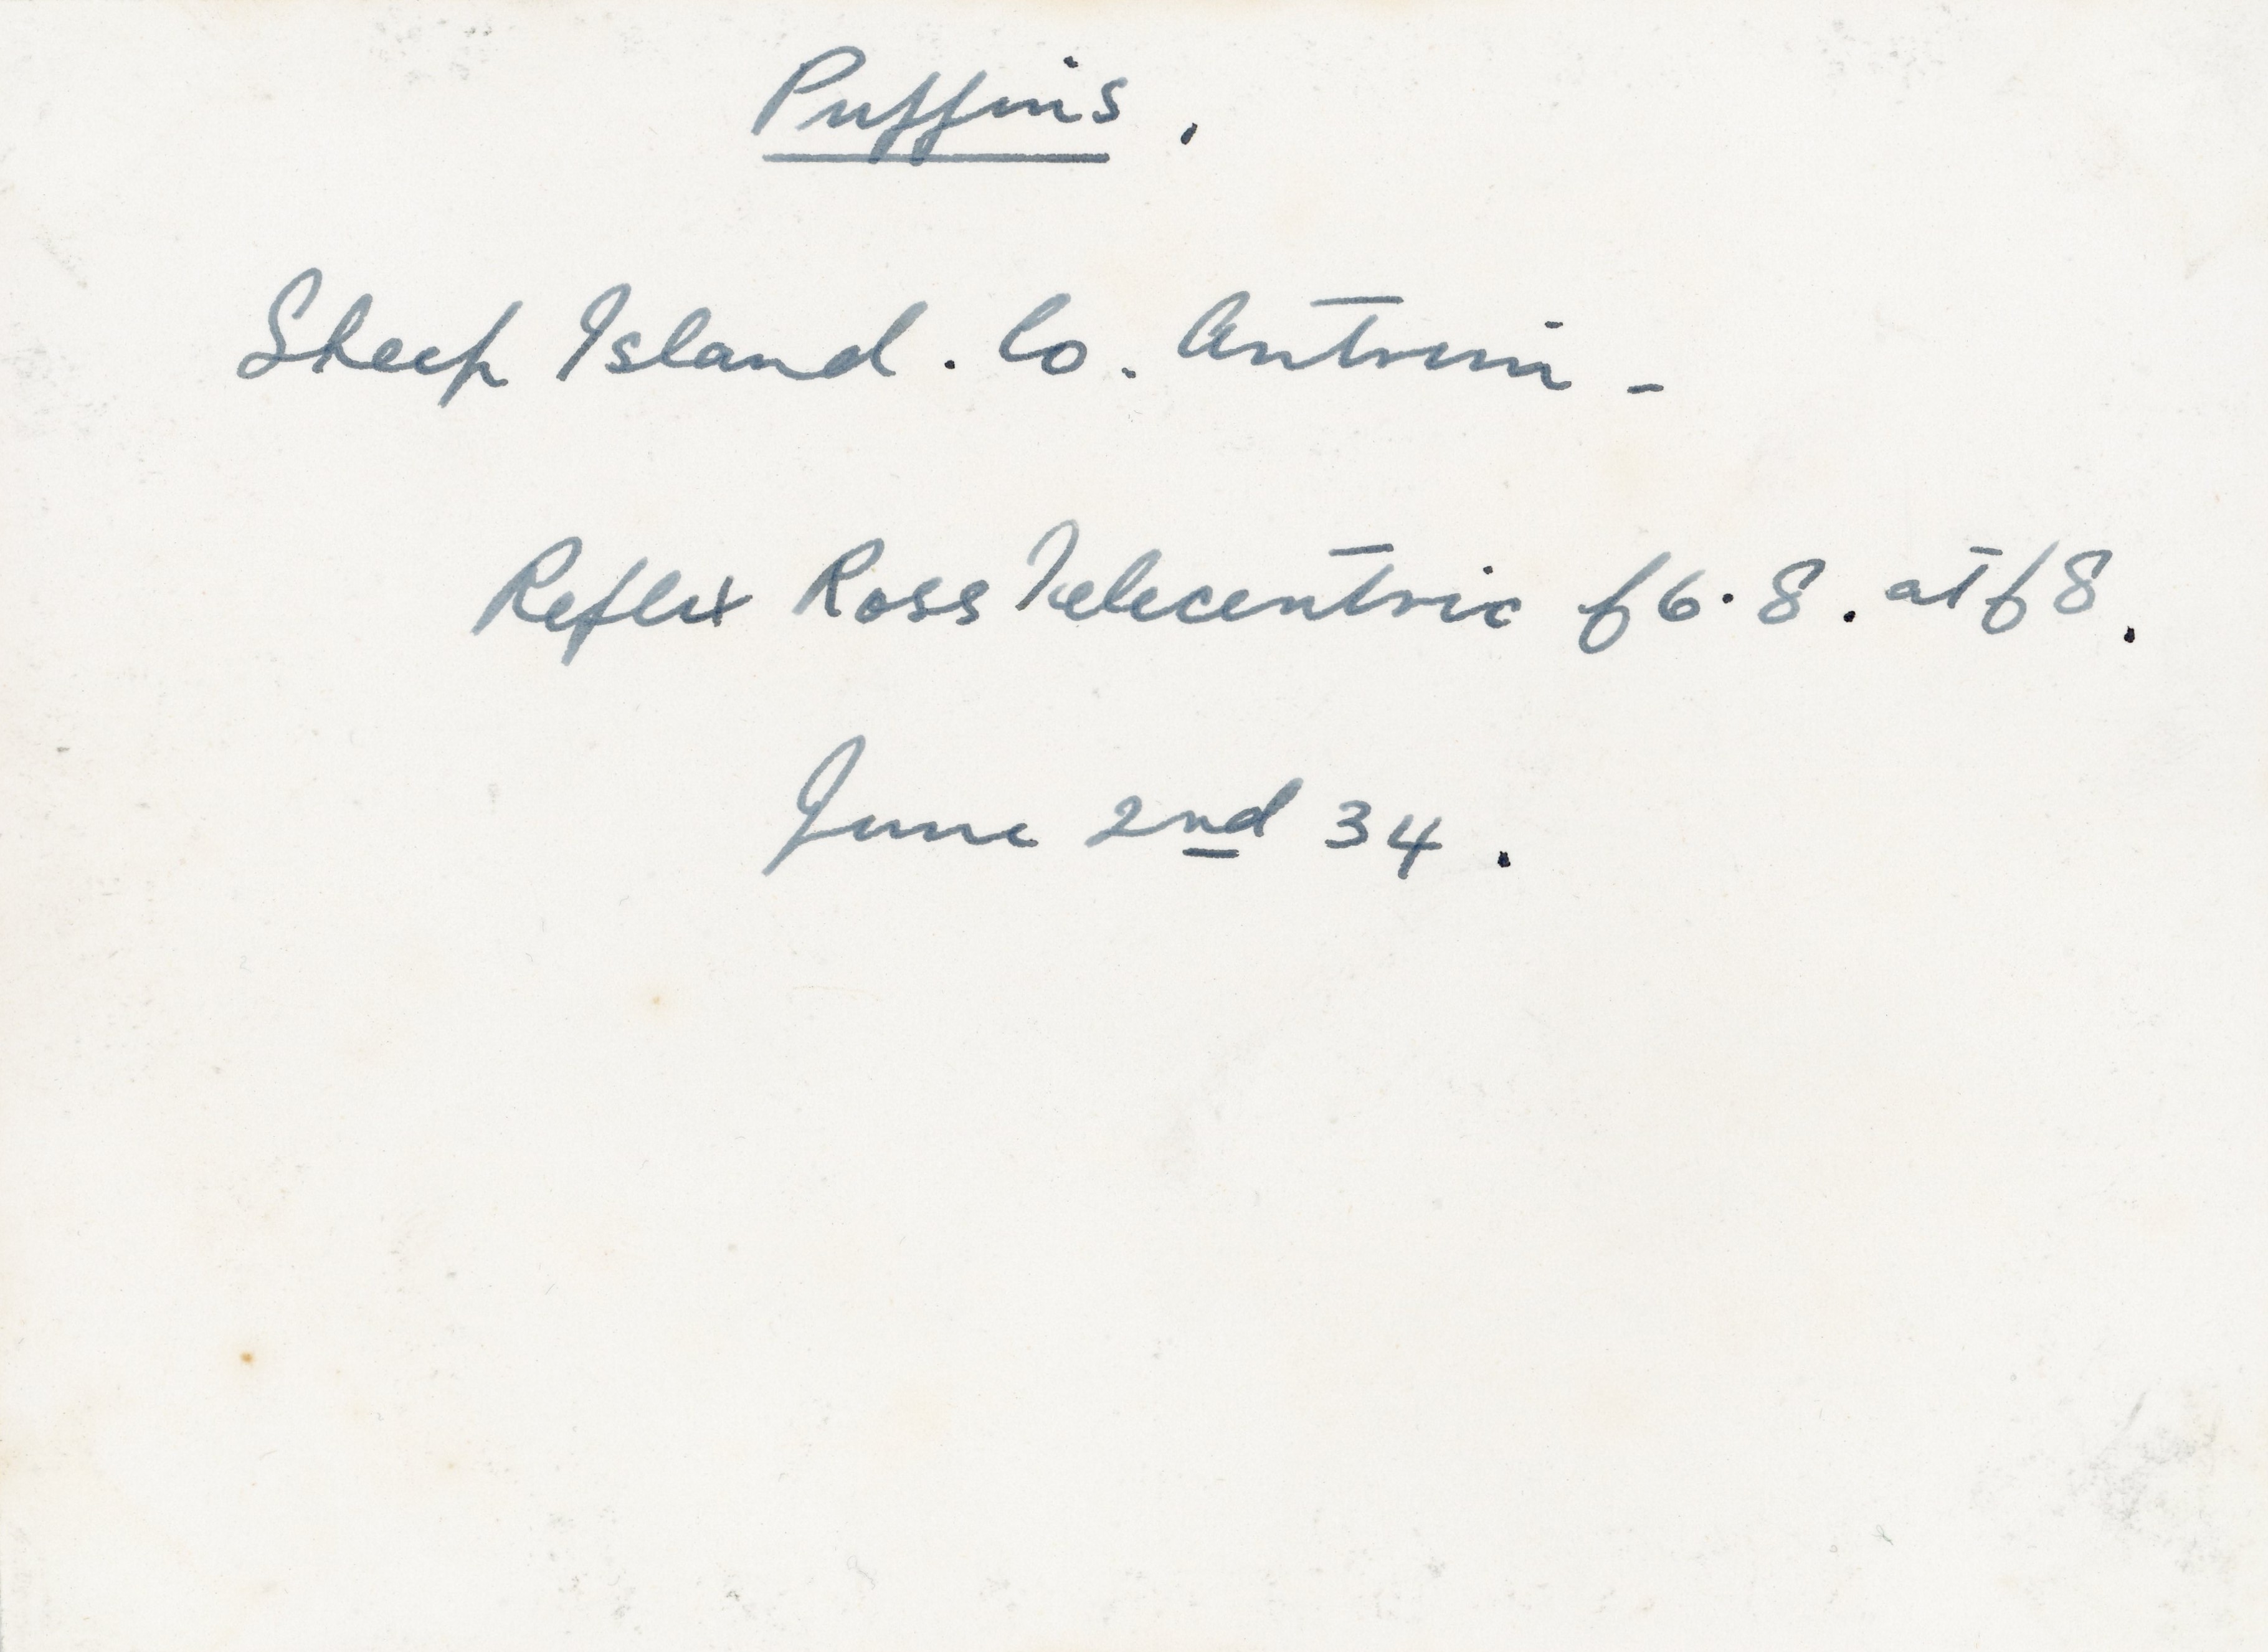 Puffins.
Sheep Island. Co. Antrim -
Reflex Ross Telecentric f6.8. at f8.
June 2nd 34.